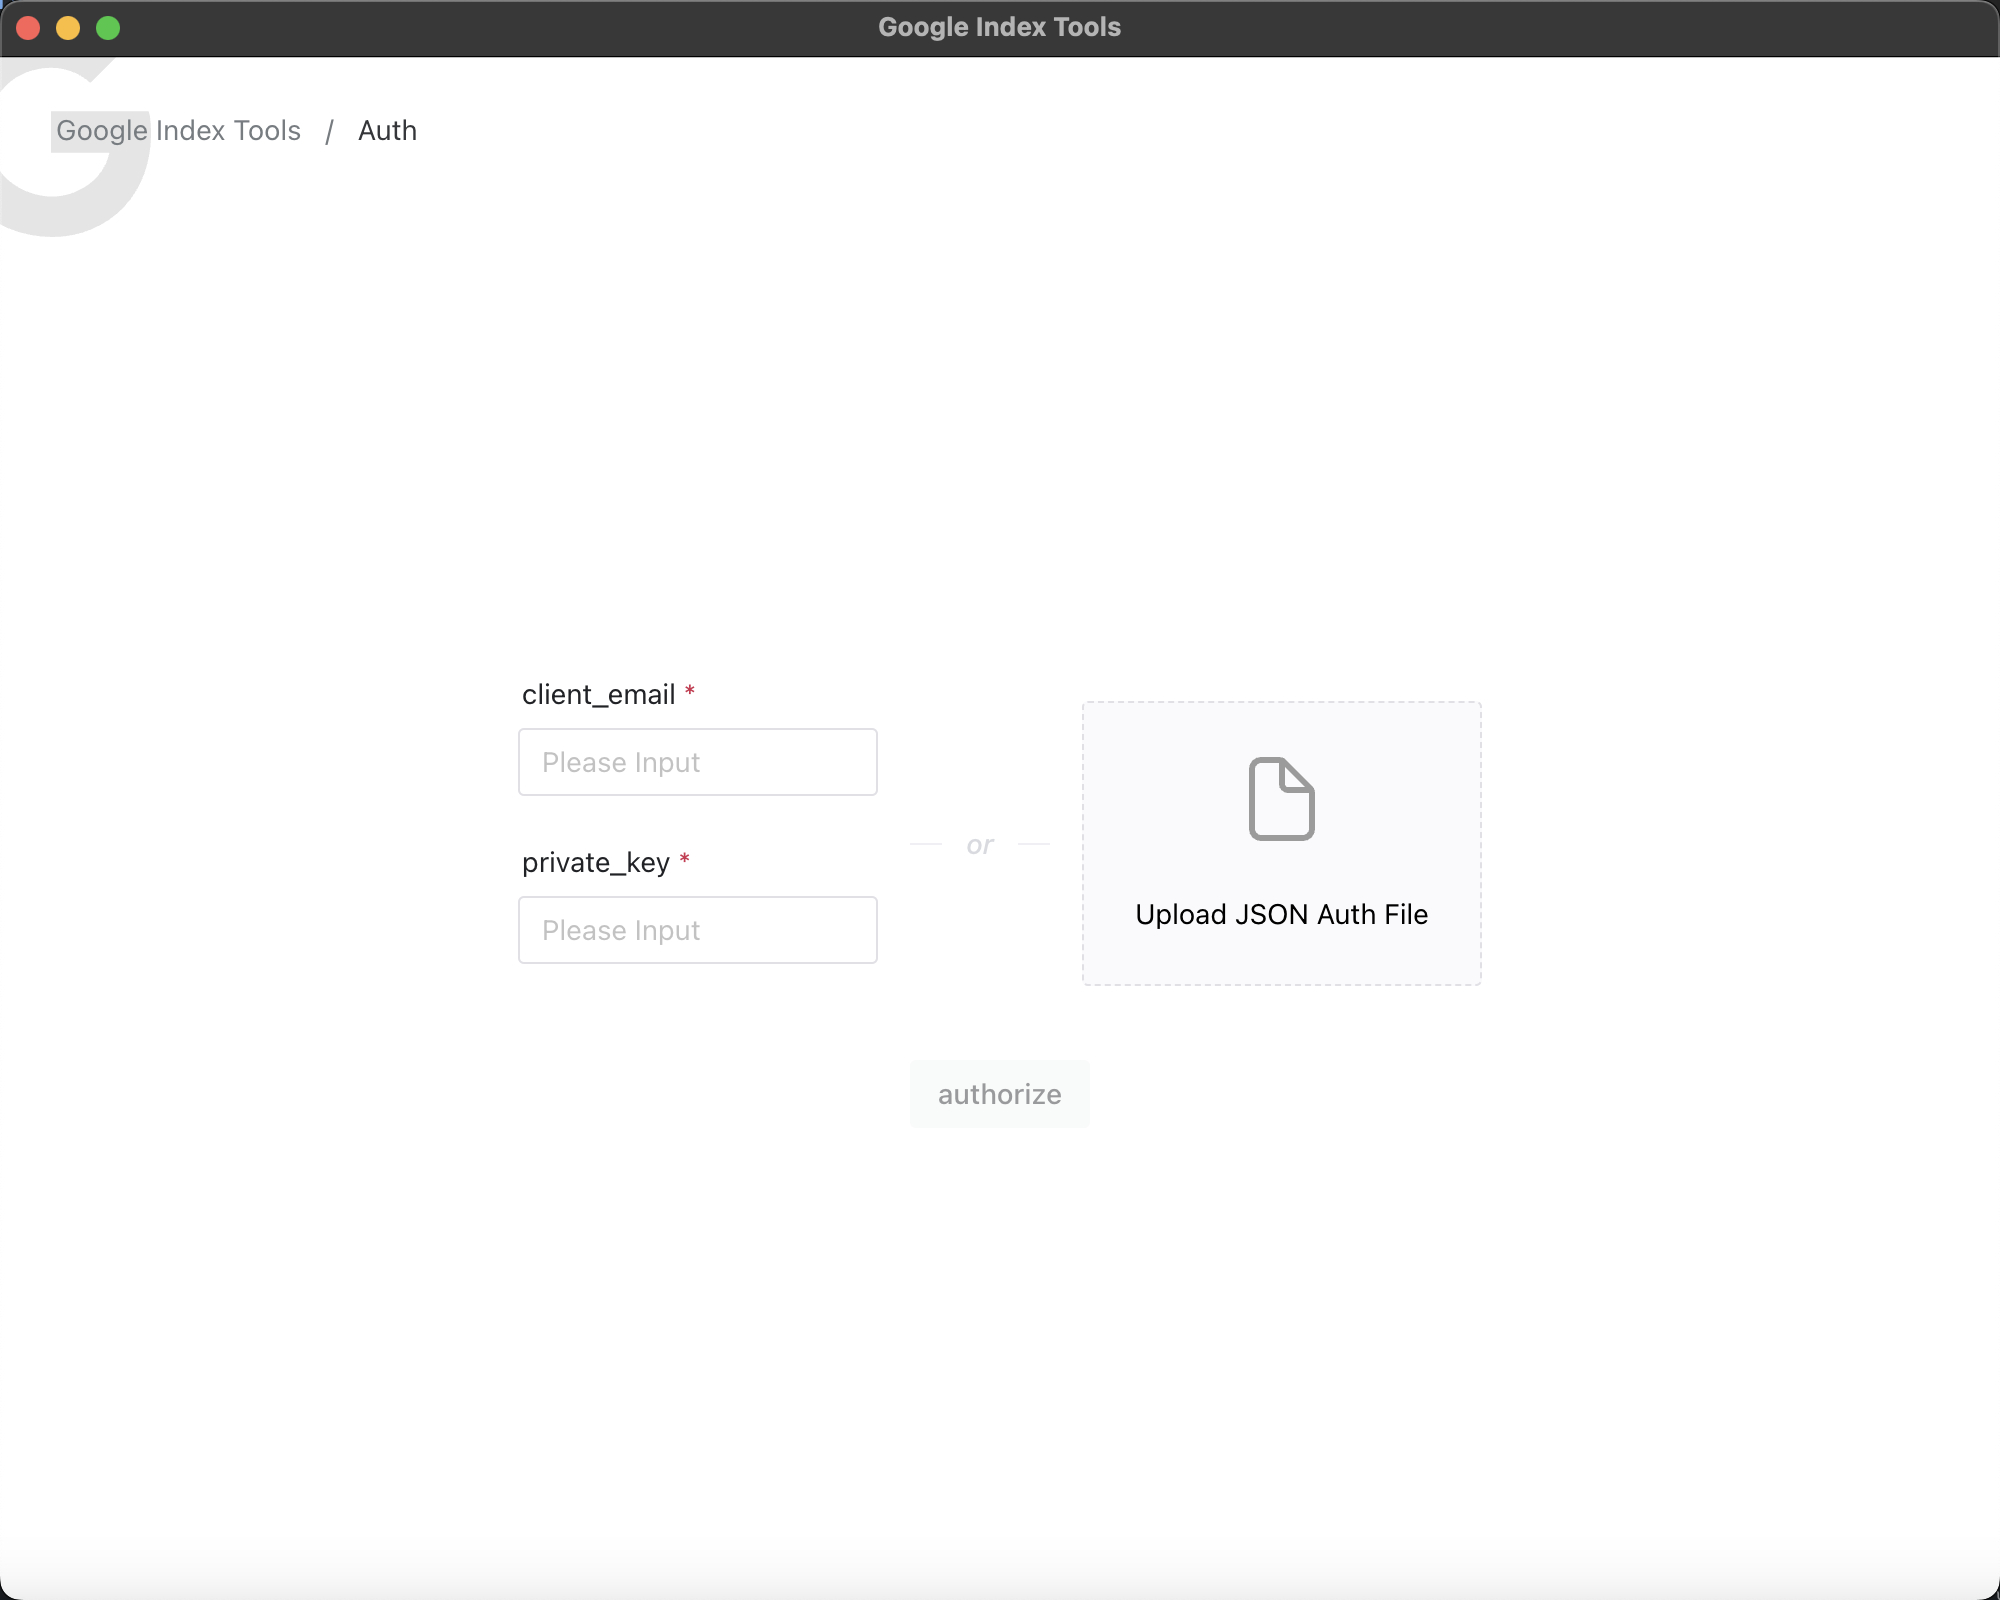 Google Index Tools
Google Index Tools / Auth
client_email *
Please Input
private_key *
Please Input
or
Upload JSON Auth File
authorize